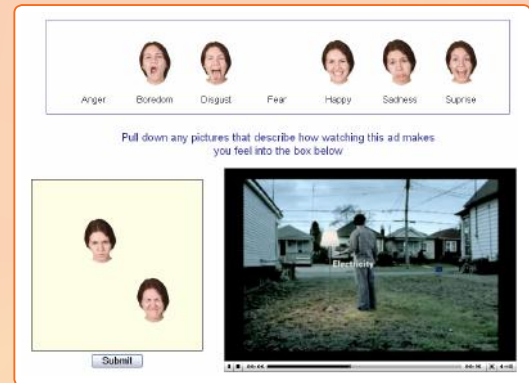 Anger Boredom Disgust Fear Happy Sadness Suprise
Pull down any pictures that describe how watching this ad makes
you feel into the box below
Electricity
Submit